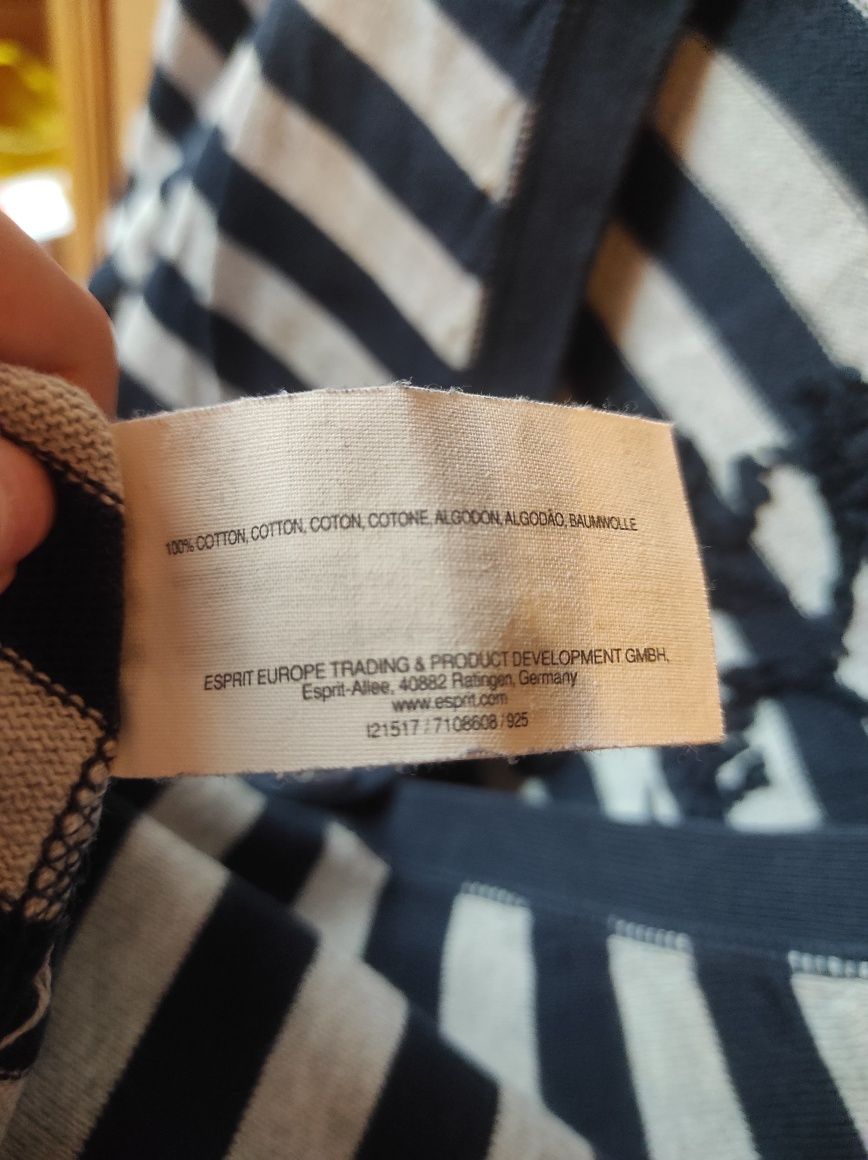 100% COTTON, COTTON, COTON, COTONE, ALGODON, ALGODÃO, BAUMWOLLE
ESPRIT EUROPE TRADING & PRODUCT DEVELOPMENT GMBH,
Esprit-Allee, 40882 Ratingen, Germany
www.esprit.com
I21517 / 7108608 / 925